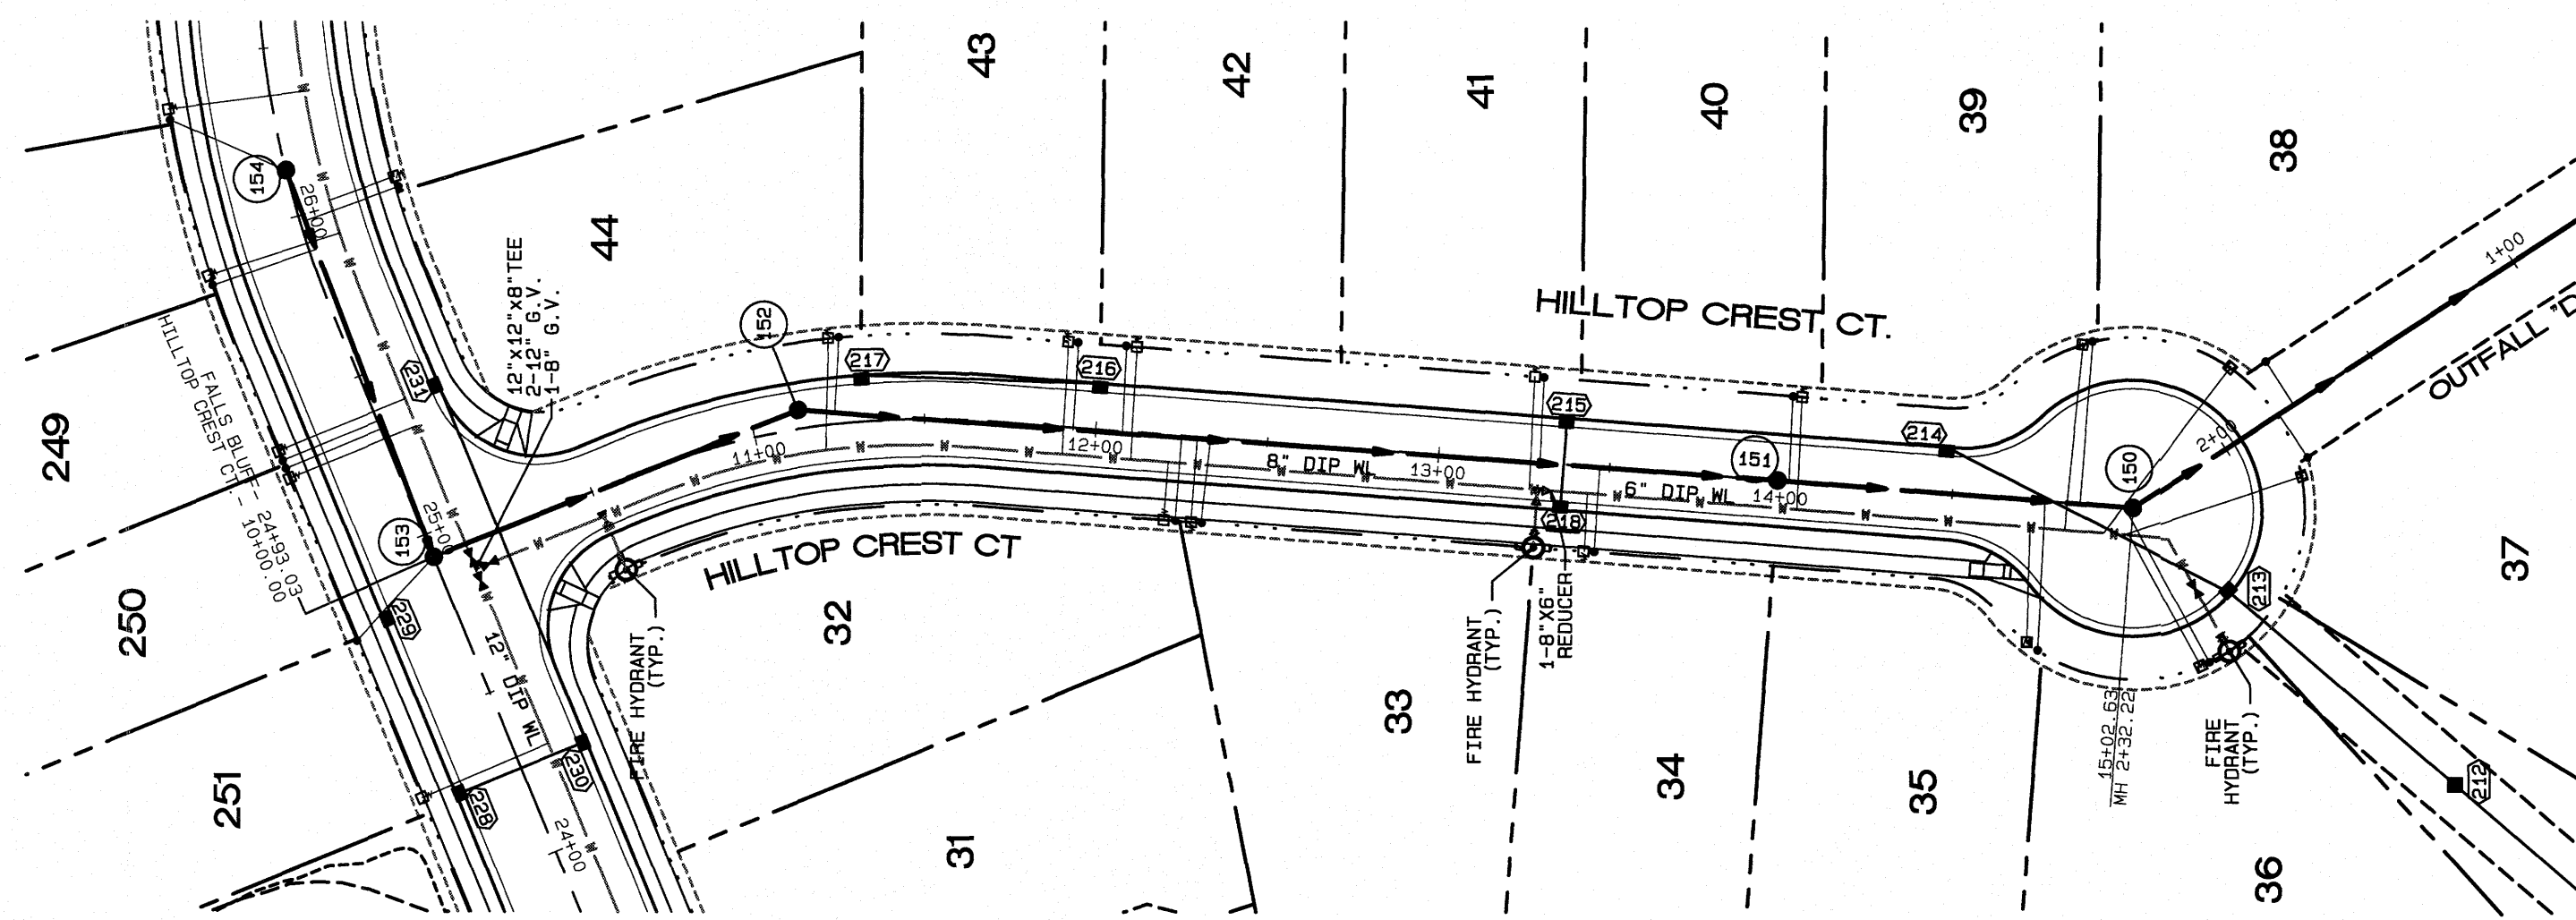 43
42
41
40
39
38
44
154
26+00
12"x12"x8"TEE
2-12" G.V.
1-8" G.V.
152
217
216
HILLTOP CREST CT.
1+00
OUTFALL "D
249
FALLS BLUFF - 24+93.03
HILLTOP CREST CT.- 10+00.00
231
215
214
11+00
12+00
8" DIP WL
13+00
151
6" DIP WL
14+00
150
2+00
153
25+00
218
HILLTOP CREST CT
37
250
229
12" DIP WL
FIRE HYDRANT
(TYP.)
32
33
FIRE HYDRANT
(TYP.)
1-8"X6"
REDUCER
213
15+02.63
MH 2+32.22
FIRE
HYDRANT
(TYP.)
212
251
228
230
24+00
31
34
35
36